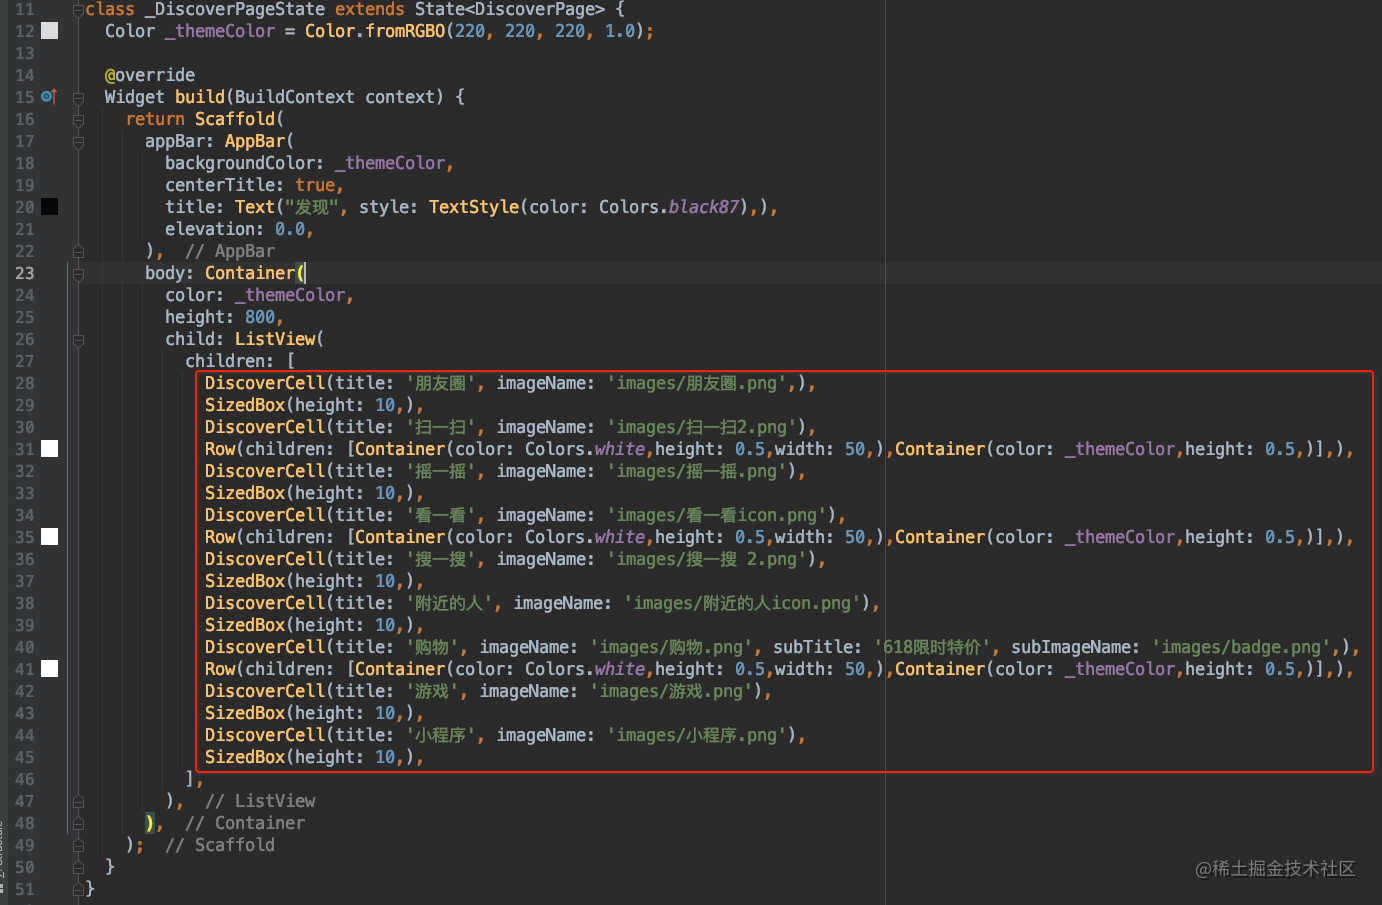 11 class _DiscoverPageState extends State<DiscoverPage> {
12 Color _themeColor = Color.fromRGBO(220, 220, 220, 1.0);
13
14 @override
15 Widget build(BuildContext context) {
16 return Scaffold(
17 appBar: AppBar(
18 backgroundColor: _themeColor,
19 centerTitle: true,
20 title: Text("发现", style: TextStyle(color: Colors.black87),),
21 elevation: 0.0,
22 ), // AppBar
23 body: Container(
24 color: _themeColor,
25 height: 800,
26 child: ListView(
27 children: [
28 DiscoverCell(title: '朋友圈', imageName: 'images/朋友圈.png',),
29 SizedBox(height: 10,),
30 DiscoverCell(title: '扫一扫', imageName: 'images/扫一扫2.png'),
31 Row(children: [Container(color: Colors.white,height: 0.5,width: 50,),Container(color: _themeColor,height: 0.5,)],),
32 DiscoverCell(title: '摇一摇', imageName: 'images/摇一摇.png'),
33 SizedBox(height: 10,),
34 DiscoverCell(title: '看一看', imageName: 'images/看一看icon.png'),
35 Row(children: [Container(color: Colors.white,height: 0.5,width: 50,),Container(color: _themeColor,height: 0.5,)],),
36 DiscoverCell(title: '搜一搜', imageName: 'images/搜一搜 2.png'),
37 SizedBox(height: 10,),
38 DiscoverCell(title: '附近的人', imageName: 'images/附近的人icon.png'),
39 SizedBox(height: 10,),
40 DiscoverCell(title: '购物', imageName: 'images/购物.png', subTitle: '618限时特价', subImageName: 'images/badge.png',),
41 Row(children: [Container(color: Colors.white,height: 0.5,width: 50,),Container(color: _themeColor,height: 0.5,)],),
42 DiscoverCell(title: '游戏', imageName: 'images/游戏.png'),
43 SizedBox(height: 10,),
44 DiscoverCell(title: '小程序', imageName: 'images/小程序.png'),
45 SizedBox(height: 10,),
46 ],
47 ), // ListView
48 ), // Container
49 ); // Scaffold
50 }
51 }
@稀土掘金技术社区